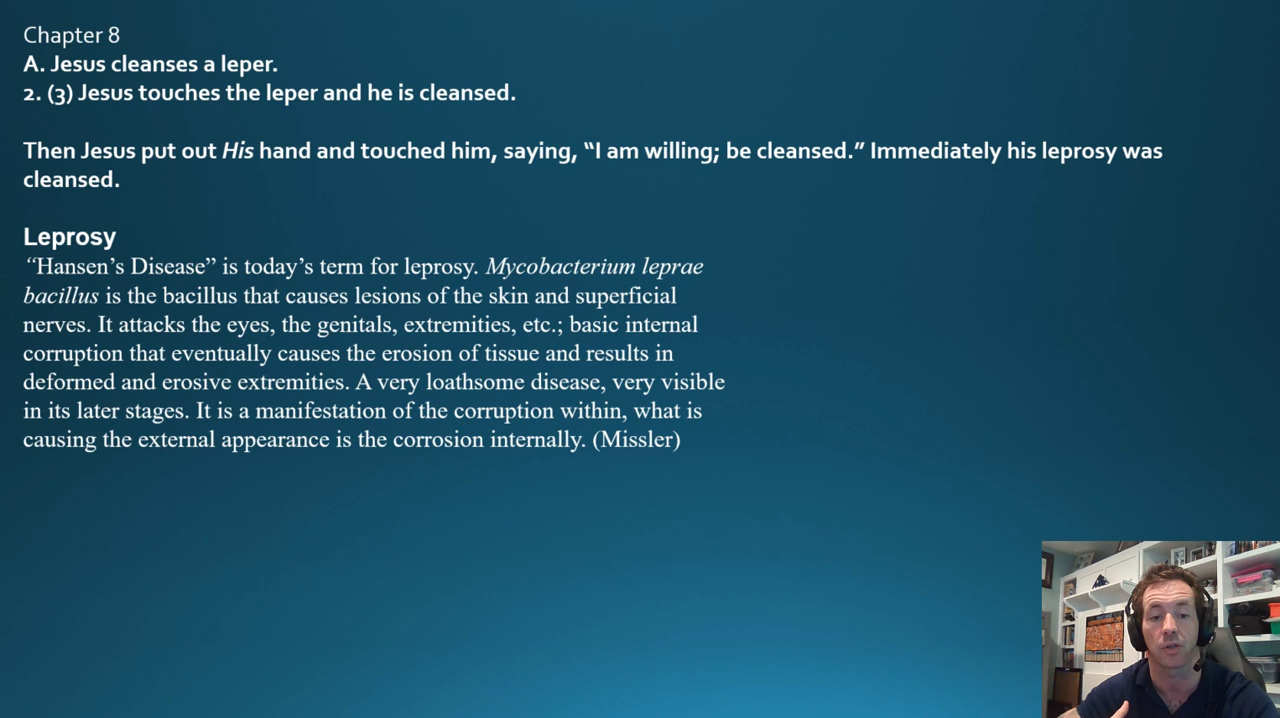 Chapter 8
A. Jesus cleanses a leper.
2. (3) Jesus touches the leper and he is cleansed.
Then Jesus put out His hand and touched him, saying, “I am willing; be cleansed.” Immediately his leprosy was
cleansed.
Leprosy
“Hansen’s Disease” is today’s term for leprosy. Mycobacterium leprae
bacillus is the bacillus that causes lesions of the skin and superficial
nerves. It attacks the eyes, the genitals, extremities, etc.; basic internal
corruption that eventually causes the erosion of tissue and results in
deformed and erosive extremities. A very loathsome disease, very visible
in its later stages. It is a manifestation of the corruption within, what is
causing the external appearance is the corrosion internally. (Missler)